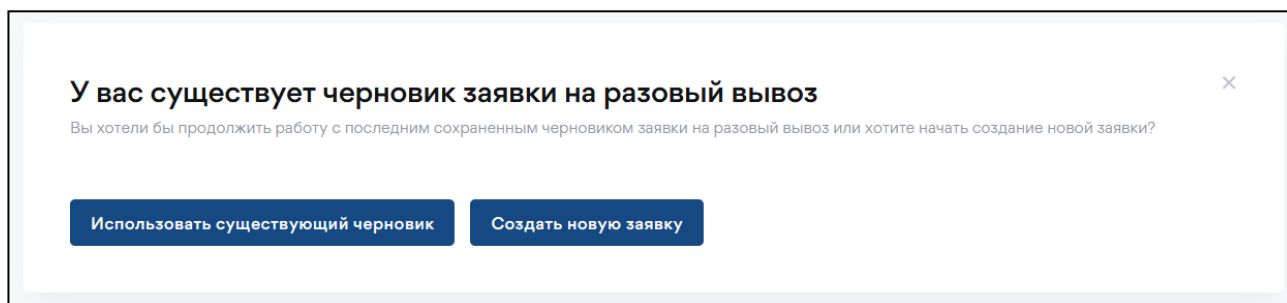 У вас существует черновик заявки на разовый вывоз
Вы хотели бы продолжить работу с последним сохраненным черновиком заявки на разовый вывоз или хотите начать создание новой заявки?
Использовать существующий черновик
Создать новую заявку